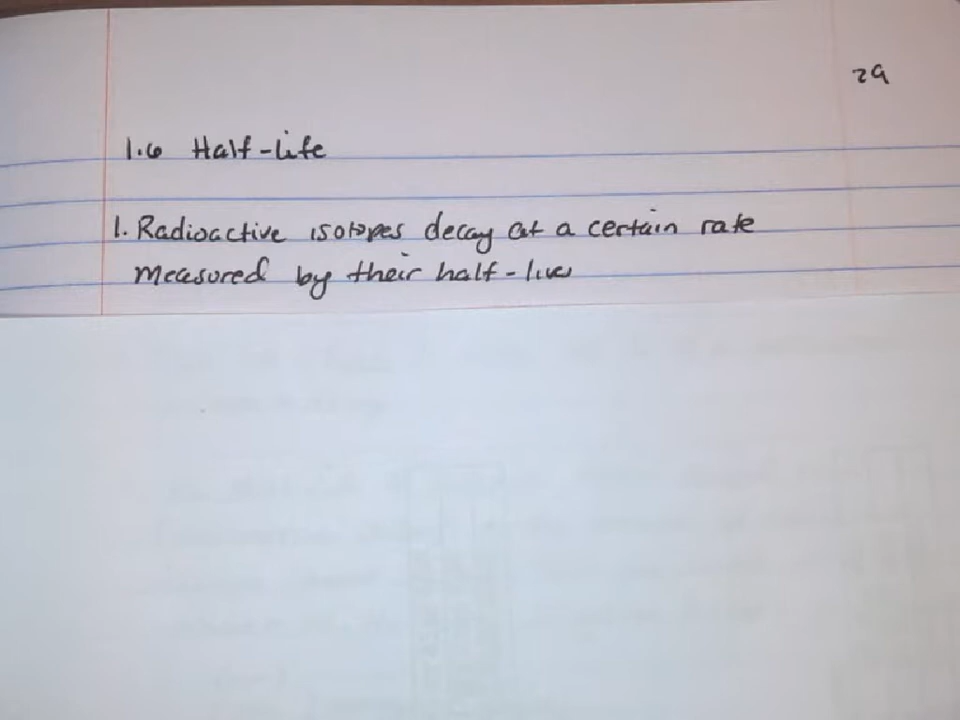 29
1.6 Half-life
1. Radioactive isotopes decay at a certain rate
measured by their half-lives